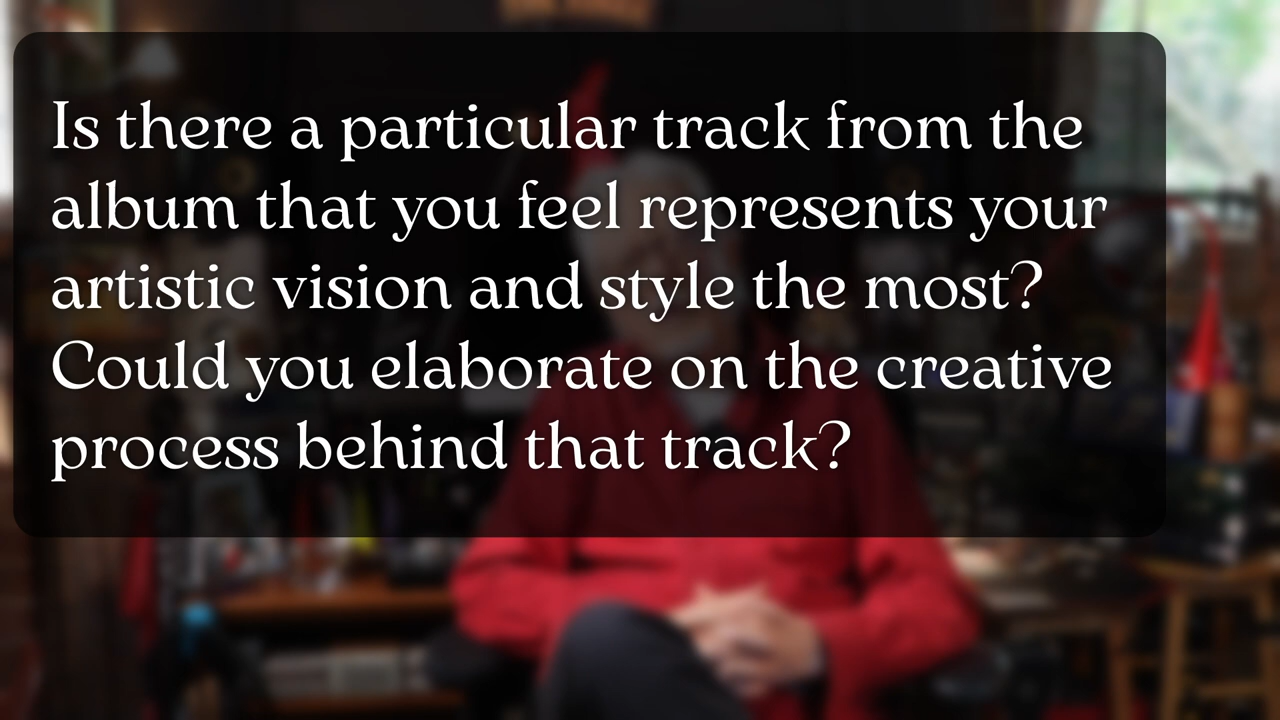 Is there a particular track from the
album that you feel represents your
artistic vision and style the most?
Could you elaborate on the creative
process behind that track?